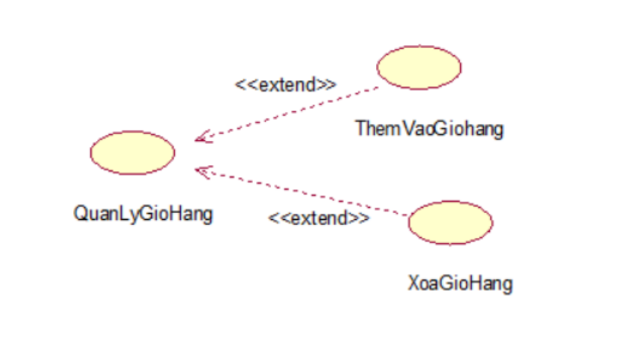 <<extend>>
ThemVaoGiohang
QuanLyGioHang
<<extend>>
XoaGioHang